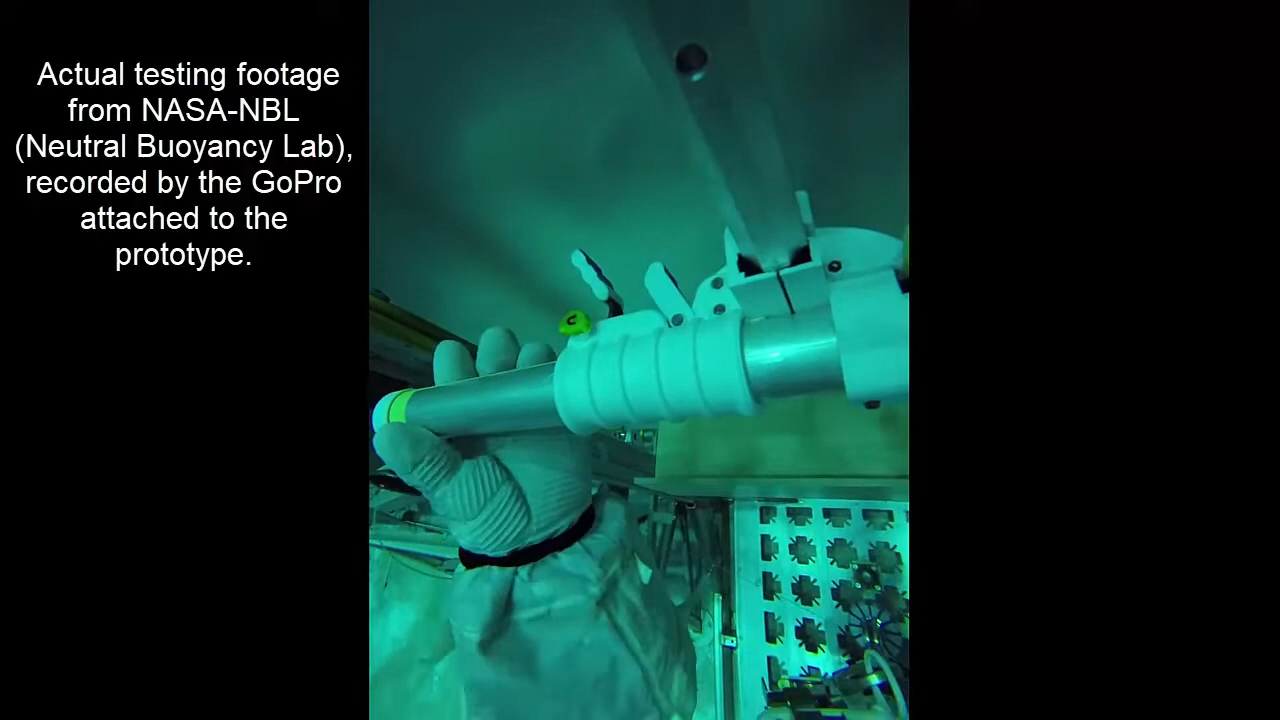 Actual testing footage
from NASA-NBL
(Neutral Buoyancy Lab),
recorded by the GoPro
attached to the
prototype.
C